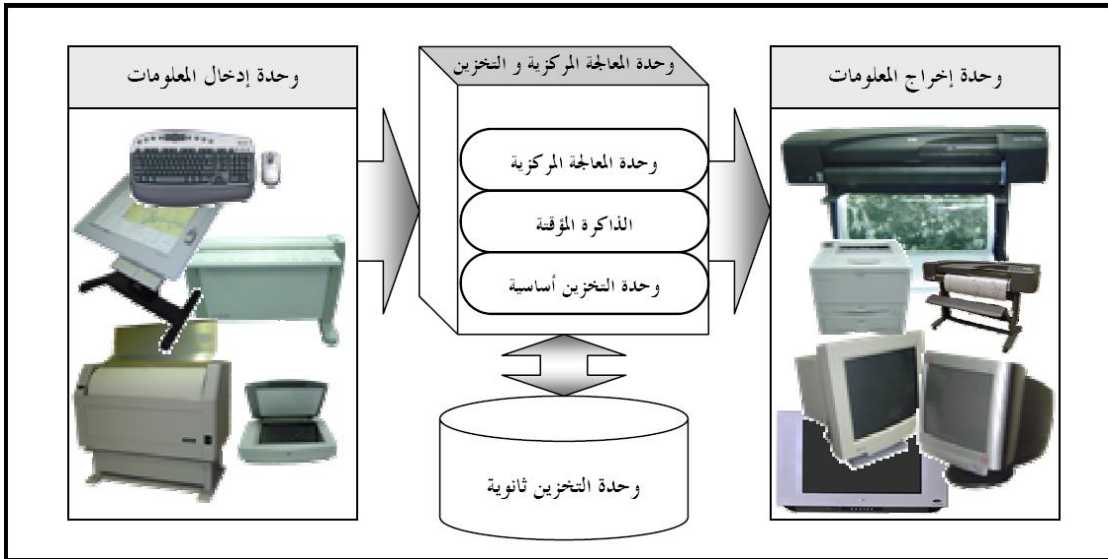 وحدة إدخال المعلومات
وحدة المعالجة المركزية و التخزين
وحدة إخراج المعلومات
وحدة المعالجة المركزية
الذاكرة المؤقتة
وحدة التخزين أساسية
وحدة التخزين ثانوية